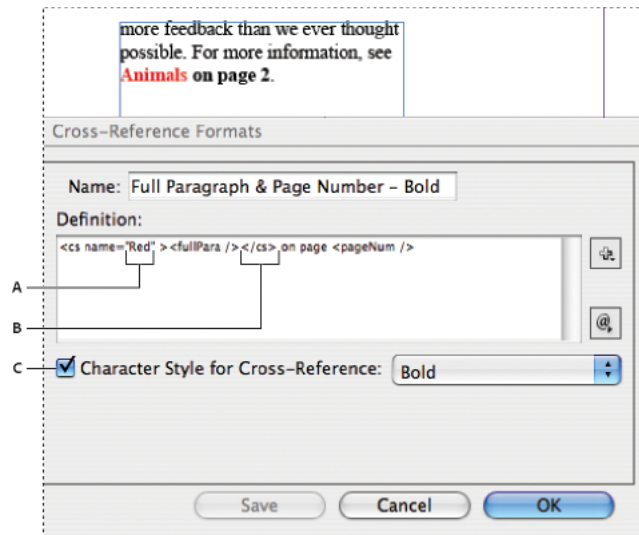 more feedback than we ever thought
possible. For more information, see
Animals on page 2.
Cross-Reference Formats
Name: Full Paragraph & Page Number - Bold
Definition:
<cs name="Red" ><fullPara /></cs> on page <pageNum />
A
B
@
C Character Style for Cross-Reference: Bold
Save Cancel OK